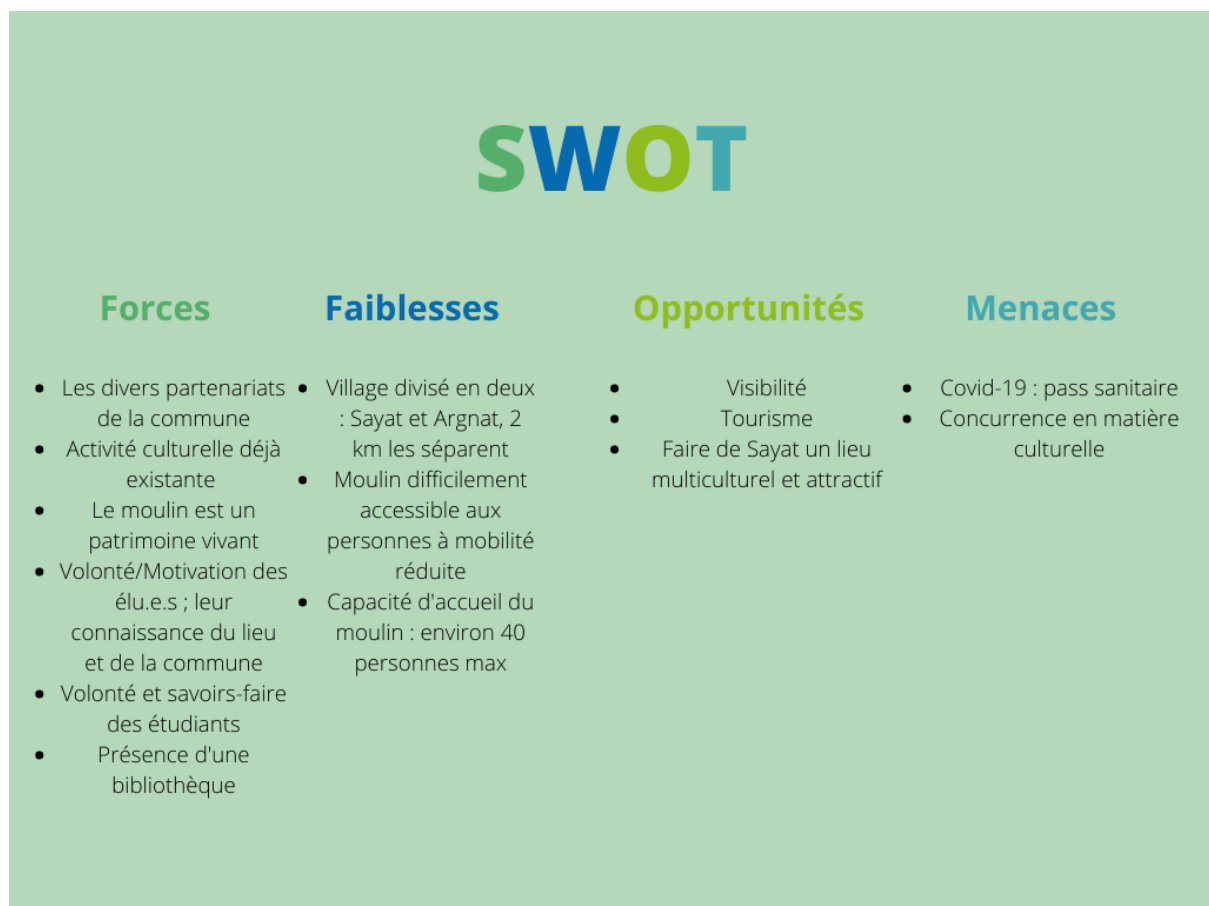 SWOT
Forces
• Les divers partenariats
de la commune
• Activité culturelle déjà
existante
• Le moulin est un
patrimoine vivant
• Volonté/Motivation des
élu.e.s ; leur
connaissance du lieu
et de la commune
• Volonté et savoirs-faire
des étudiants
• Présence d'une
bibliothèque
Faiblesses
• Village divisé en deux
: Sayat et Argnat, 2
km les séparent
• Moulin difficilement
accessible aux
personnes à mobilité
réduite
• Capacité d'accueil du
moulin : environ 40
personnes max
Opportunités
• Visibilité
• Tourisme
• Faire de Sayat un lieu
multiculturel et attractif
Menaces
• Covid-19 : pass sanitaire
• Concurrence en matière
culturelle